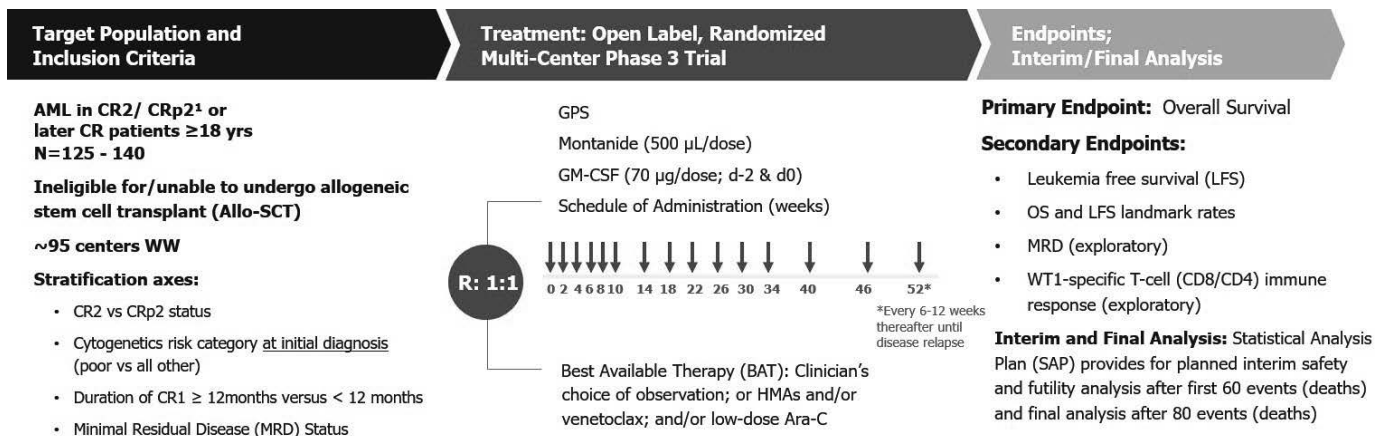 Target Population and
Inclusion Criteria
AML in CR2/ CRp2¹ or
later CR patients ≥18 yrs
N=125 - 140
Ineligible for/unable to undergo allogeneic
stem cell transplant (Allo-SCT)
~95 centers WW
Stratification axes:
• CR2 vs CRp2 status
• Cytogenetics risk category at initial diagnosis
(poor vs all other)
• Duration of CR1 ≥ 12months versus < 12 months
• Minimal Residual Disease (MRD) Status
Treatment: Open Label, Randomized
Multi-Center Phase 3 Trial
GPS
Montanide (500 µL/dose)
GM-CSF (70 µg/dose; d-2 & d0)
Schedule of Administration (weeks)
R: 1:1
0 2 4 6 8 10 14 18 22 26 30 34 40 46 52*
*Every 6-12 weeks
thereafter until
disease relapse
Best Available Therapy (BAT): Clinician's
choice of observation; or HMAs and/or
venetoclax; and/or low-dose Ara-C
Endpoints;
Interim/Final Analysis
Primary Endpoint: Overall Survival
Secondary Endpoints:
• Leukemia free survival (LFS)
• OS and LFS landmark rates
• MRD (exploratory)
• WT1-specific T-cell (CD8/CD4) immune
response (exploratory)
Interim and Final Analysis: Statistical Analysis
Plan (SAP) provides for planned interim safety
and futility analysis after first 60 events (deaths)
and final analysis after 80 events (deaths)